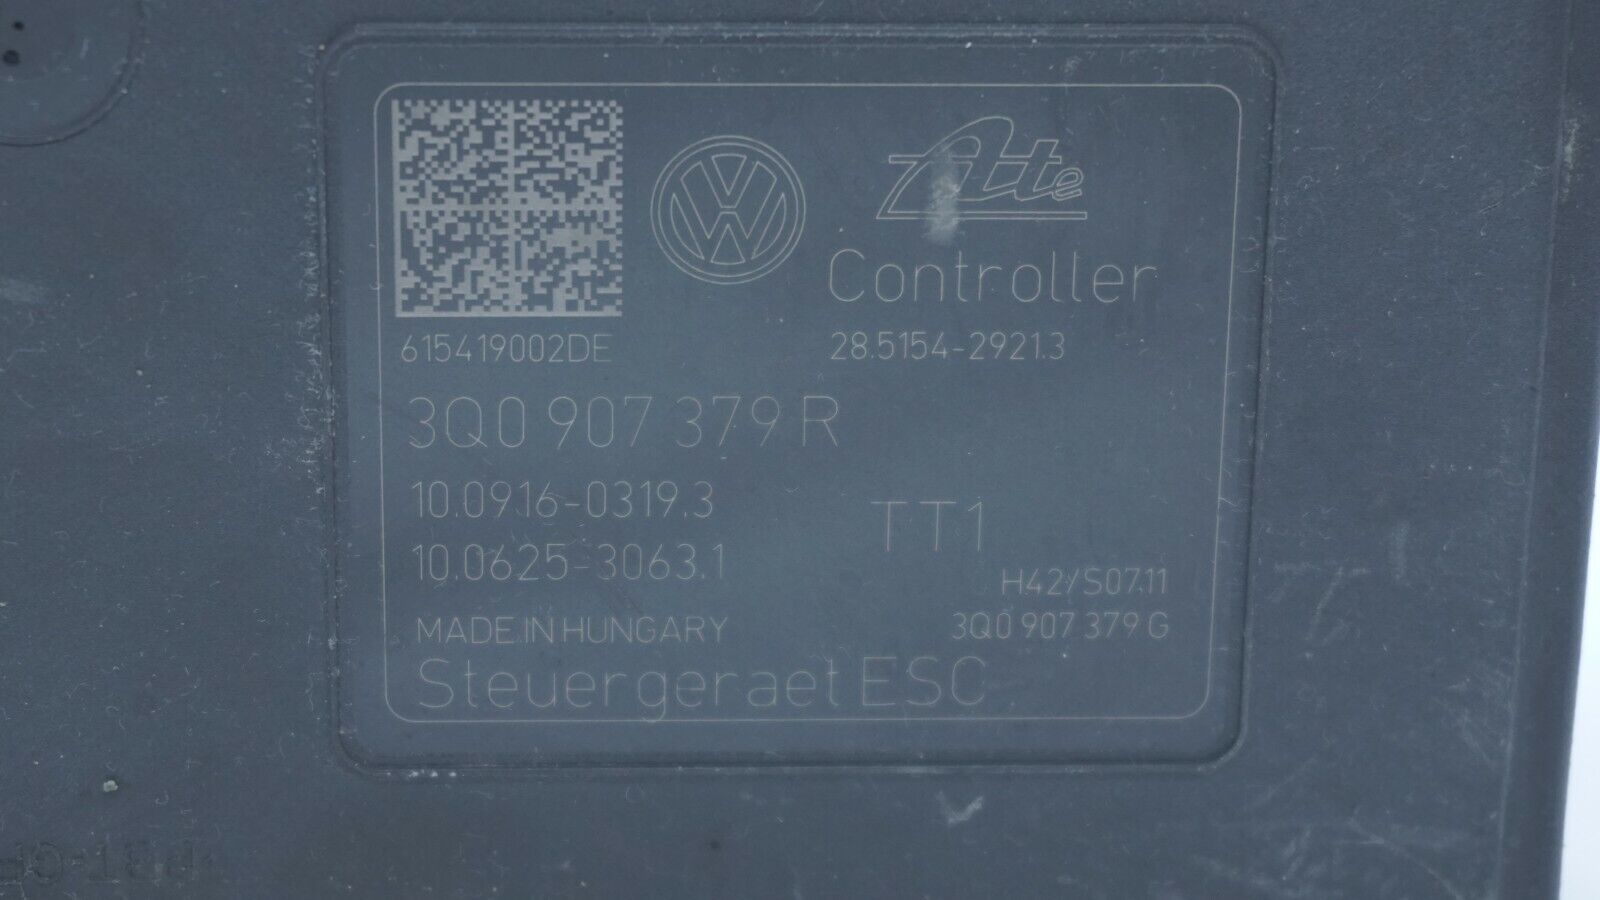 Ate
Controller
615419002DE
28.5154-2921.3
3Q0 907 379 R
10.0916-0319.3
10.0625-3063.1
TT1
H42/S07.11
MADE IN HUNGARY
3Q0 907 379 G
Steuergeraet ESC